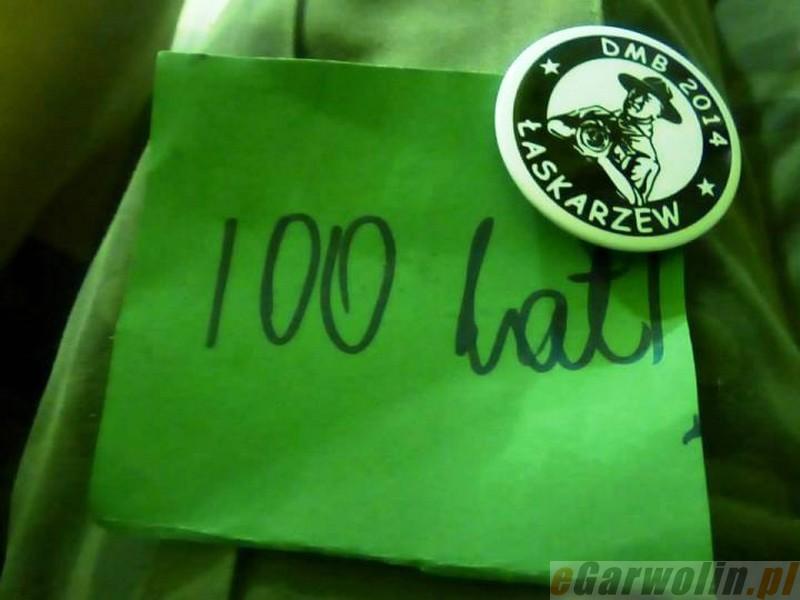 DMB 2014
ŁASKARZEW
100 lat!
eGarwolin.pl